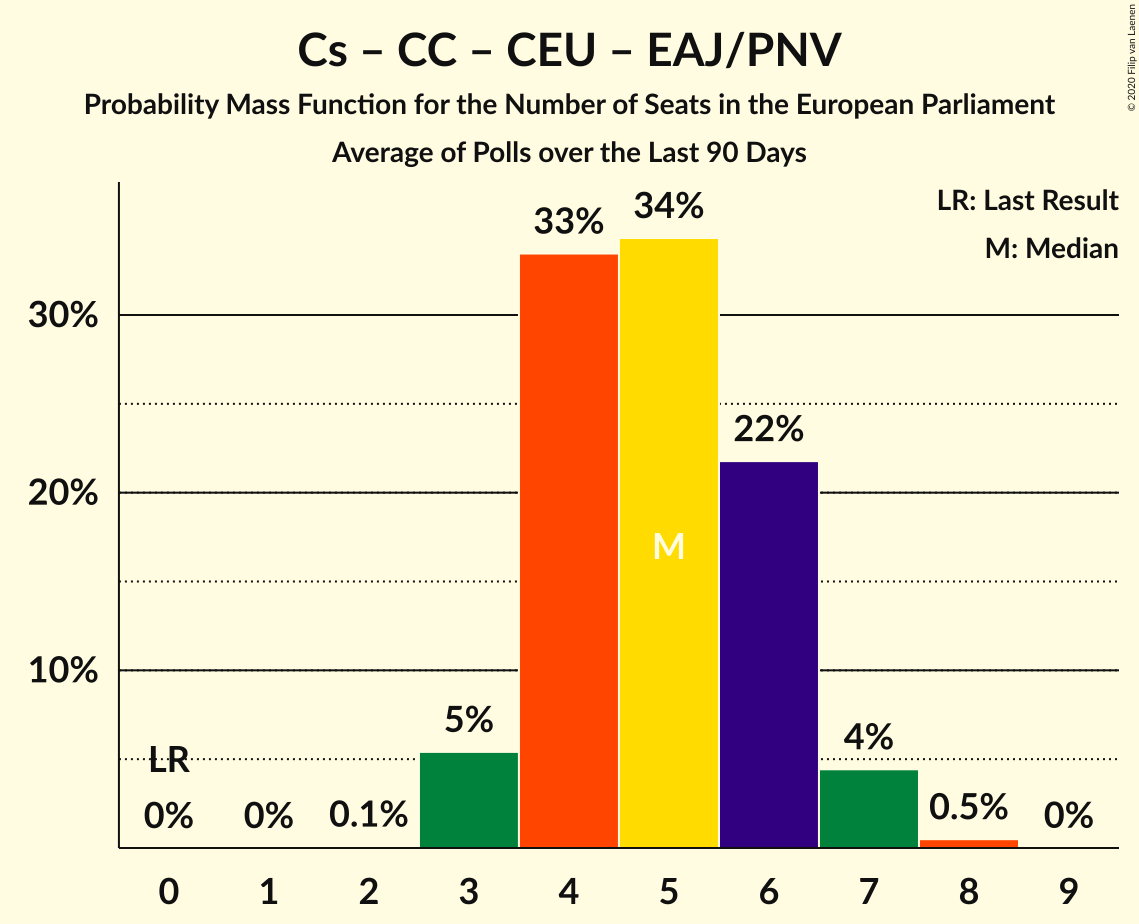 Cs – CC – CEU – EAJ/PNV
Probability Mass Function for the Number of Seats in the European Parliament
Average of Polls over the Last 90 Days
© 2020 Filip van Laenen
LR: Last Result
M: Median
34%
33%
30%
22%
20%
M
10%
5%
4%
LR
0% 0% 0.1% 0.5% 0%
0 1 2 3 4 5 6 7 8 9